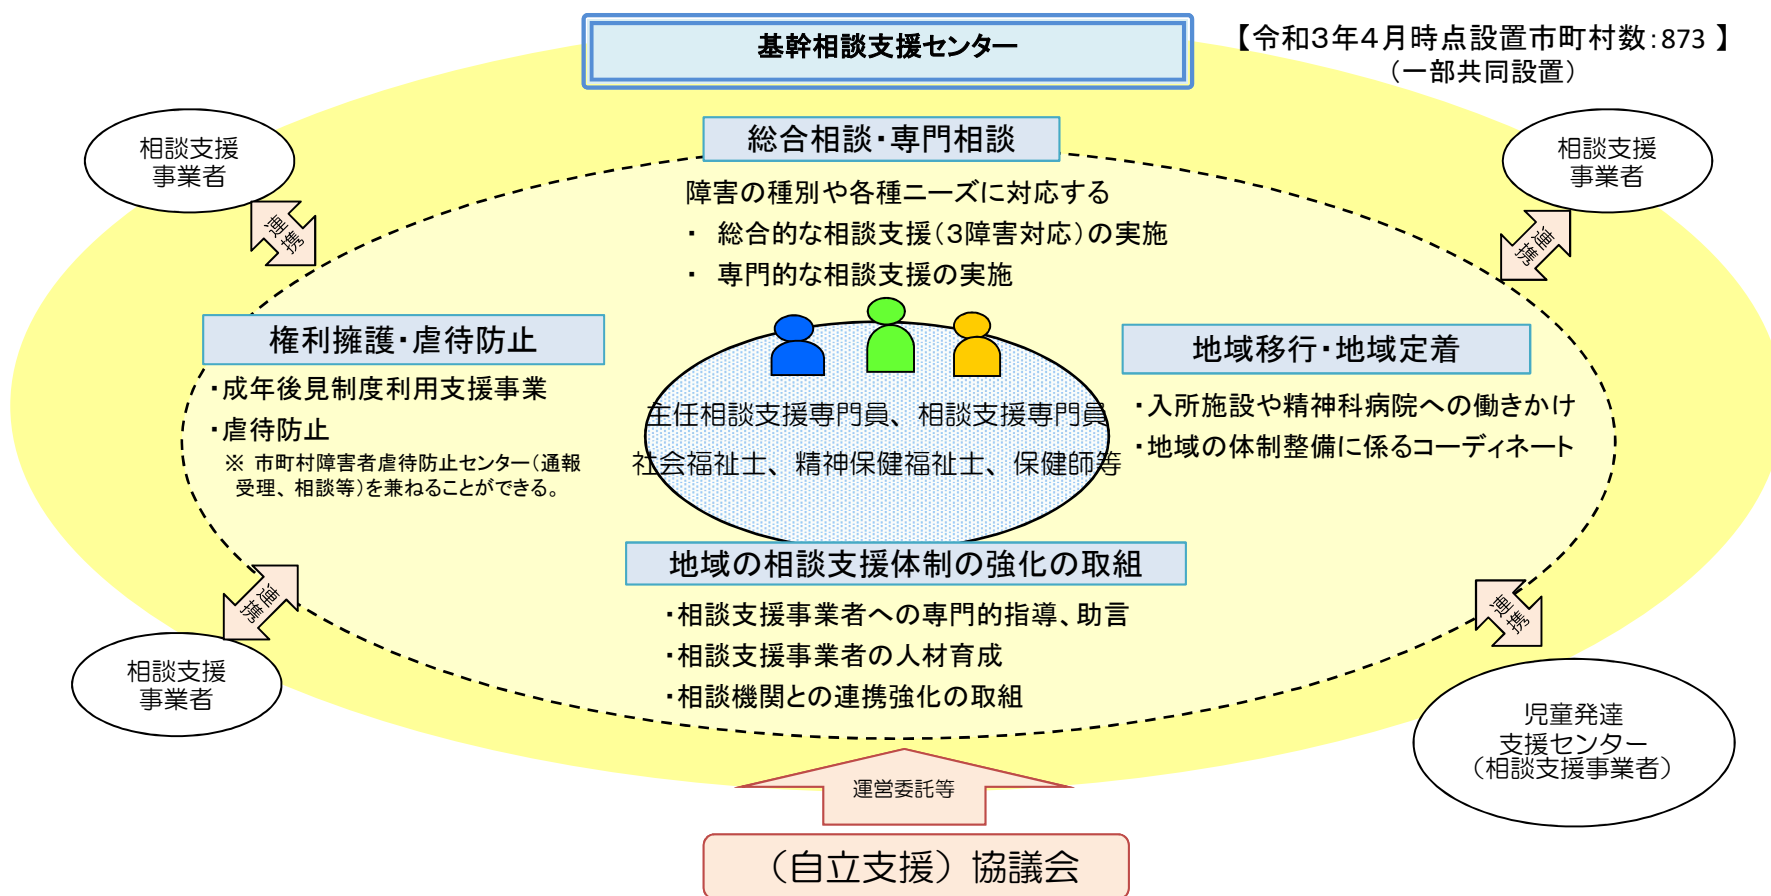 基幹相談支援センター
【令和3年4月時点設置市町村数:873 】
(一部共同設置)
相談支援
事業者
連携
総合相談・専門相談
障害の種別や各種ニーズに対応する
・ 総合的な相談支援(3障害対応)の実施
・ 専門的な相談支援の実施
相談支援
事業者
連携
権利擁護・虐待防止
・成年後見制度利用支援事業
・虐待防止
※ 市町村障害者虐待防止センター(通報
受理、相談等)を兼ねることができる。
主任相談支援専門員、相談支援専門員
社会福祉士、精神保健福祉士、保健師等
地域移行・地域定着
・入所施設や精神科病院への働きかけ
・地域の体制整備に係るコーディネート
地域の相談支援体制の強化の取組
・相談支援事業者への専門的指導、助言
・相談支援事業者の人材育成
・相談機関との連携強化の取組
連携
相談支援
事業者
連携
児童発達
支援センター
(相談支援事業者)
運営委託等
(自立支援)協議会